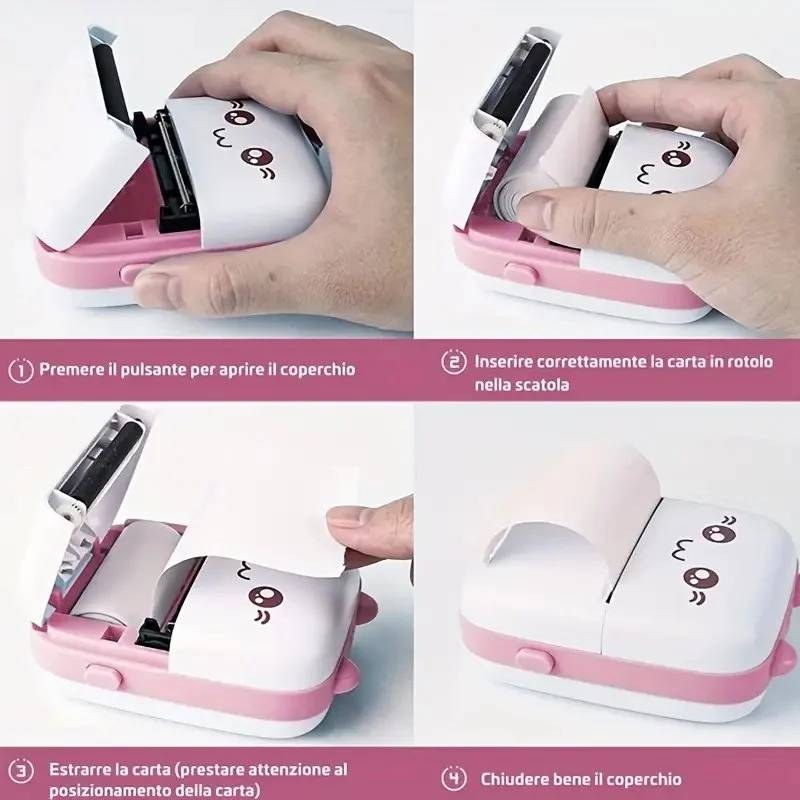 1 Premere il pulsante per aprire il coperchio
2 Inserire correttamente la carta in rotolo
nella scatola
3 Estrarre la carta (prestare attenzione al
posizionamento della carta)
4 Chiudere bene il coperchio